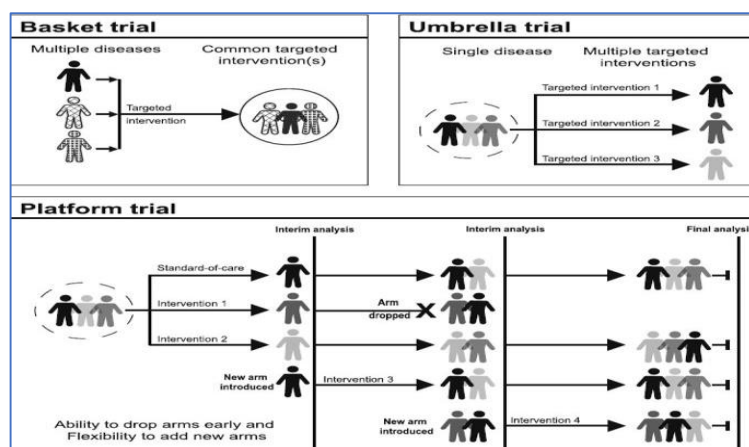 Basket trial
Multiple diseases
Common targeted
intervention(s)
Targeted
intervention
Umbrella trial
Single disease
Multiple targeted
interventions
Targeted intervention 1
Targeted intervention 2
Targeted intervention 3
Platform trial
Interim analysis
Interim analysis
Final analysis
Standard-of-care
Intervention 1
Arm
dropped
Intervention 2
New arm
introduced
Intervention 3
Ability to drop arms early and
Flexibility to add new arms
New arm
introduced
Intervention 4